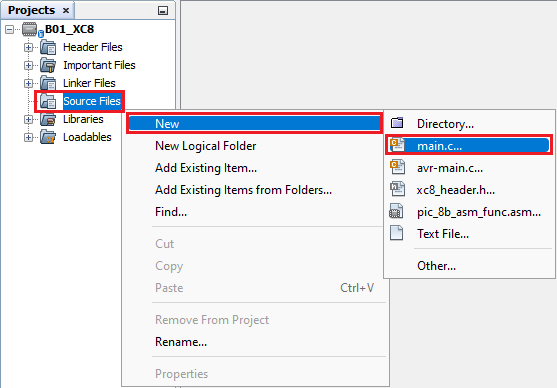 Projects ×
B01_XC8
Header Files
Important Files
Linker Files
Source Files
Libraries
Loadables
New
New Logical Folder
Add Existing Item...
Add Existing Items from Folders...
Find...
Cut
Copy
Paste Ctrl+V
Remove From Project
Rename...
Properties
Directory...
main.c...
avr-main.c...
xc8_header.h...
pic_8b_asm_func.asm...
Text File...
Other...